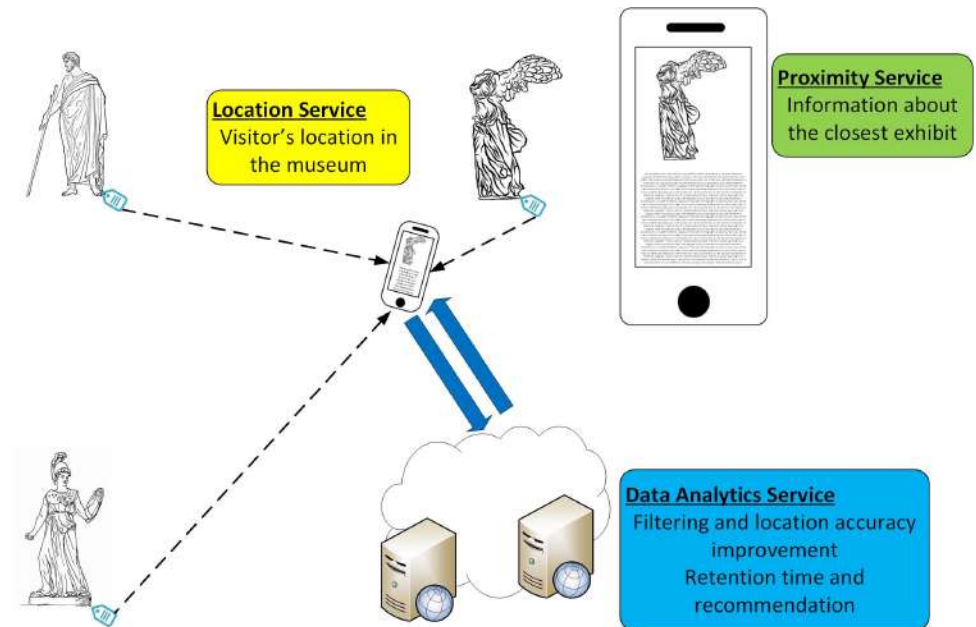 Location Service
Visitor's location in
the museum
Proximity Service
Information about
the closest exhibit
Data Analytics Service
Filtering and location accuracy
improvement
Retention time and
recommendation